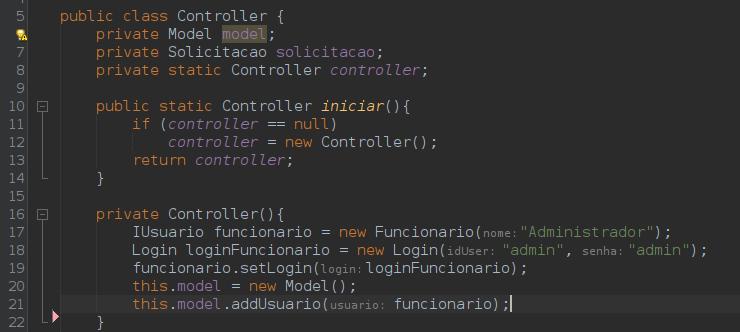 5 public class Controller {
6 private Model model;
7 private Solicitacao solicitacao;
8 private static Controller controller;
9
10 public static Controller iniciar(){
11 if (controller == null)
12 controller = new Controller();
13 return controller;
14 }
15
16 private Controller(){
17 IUsuario funcionario = new Funcionario(nome: "Administrador");
18 Login loginFuncionario = new Login(idUser: "admin", senha: "admin");
19 funcionario.setLogin(login: loginFuncionario);
20 this.model = new Model();
21 this.model.addUsuario(usuario: funcionario);
22 }